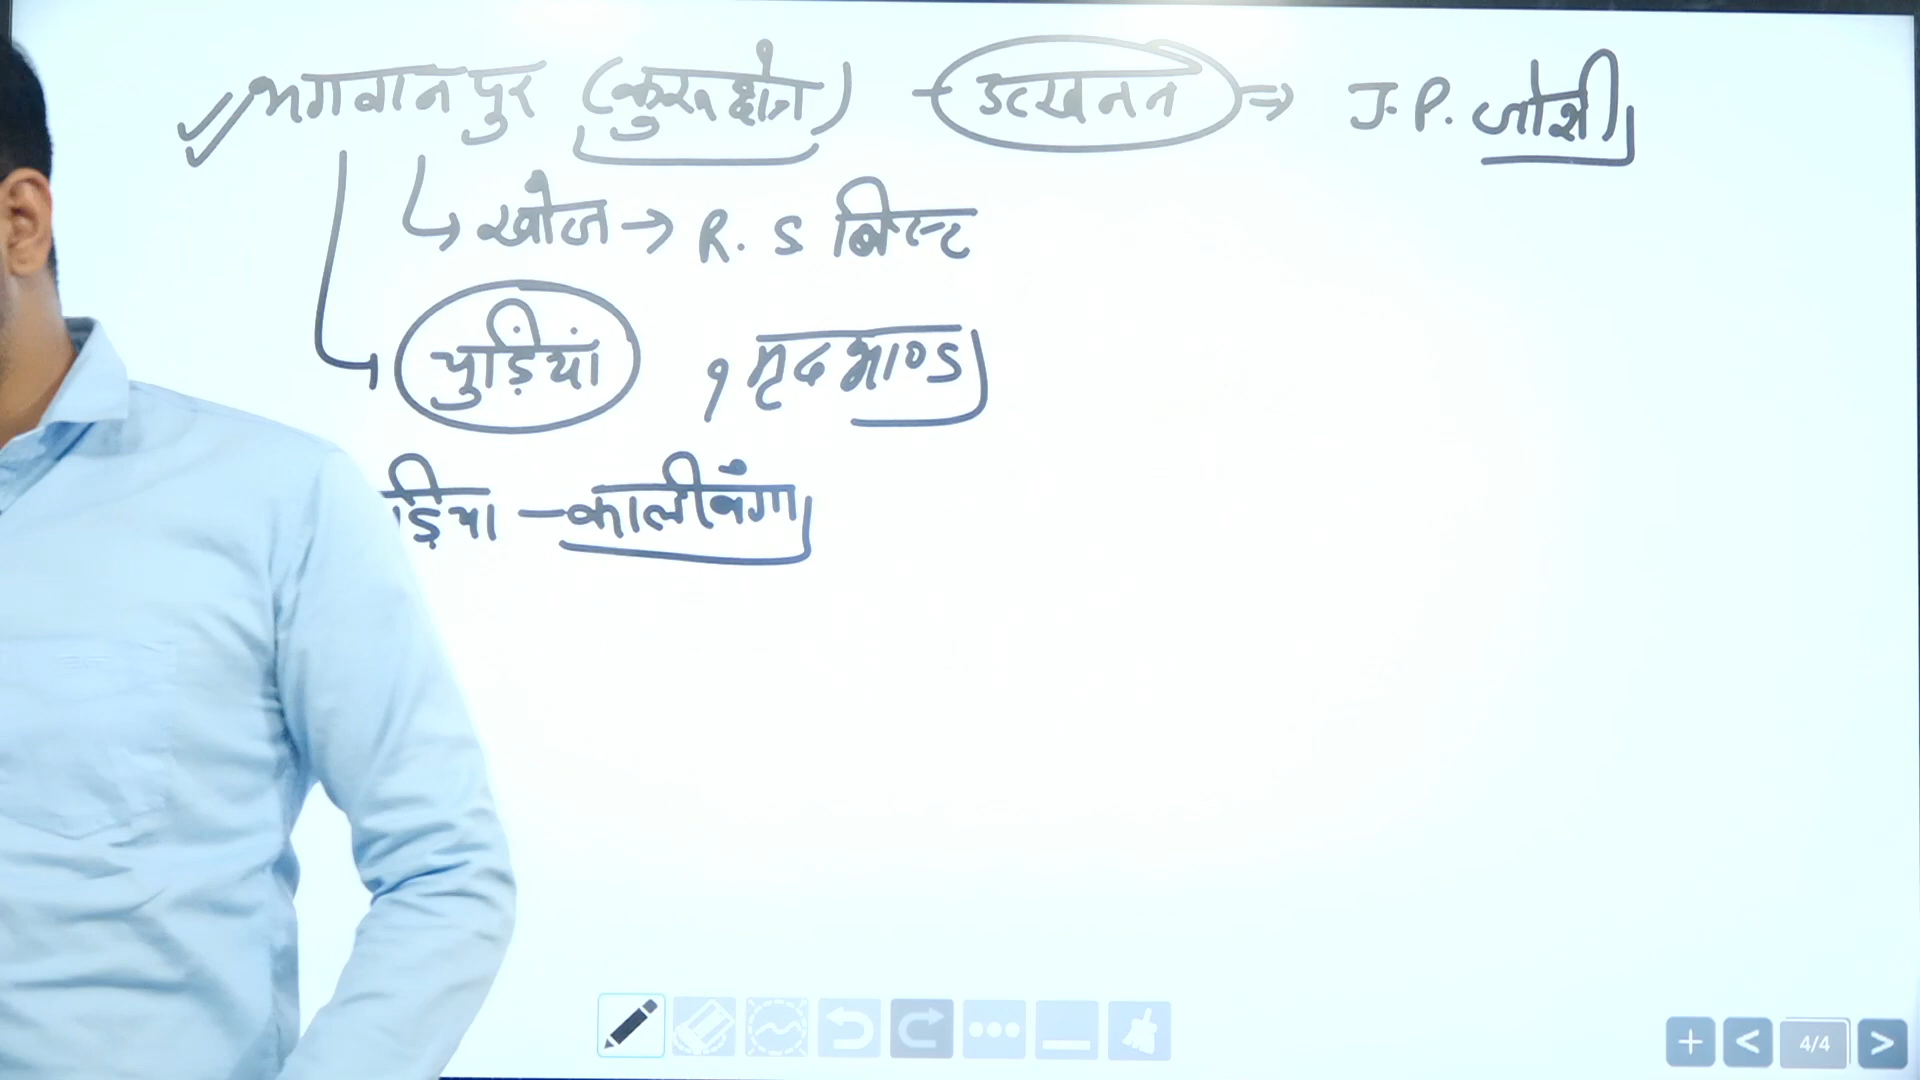 भगवानपुर (कुरुक्षेत्र) - उत्खनन → J.P. जोशी
खोज → R. S बिस्ट
चुड़ियां , मृदभाण्ड
ड़िया - कालीबंगा
4/4